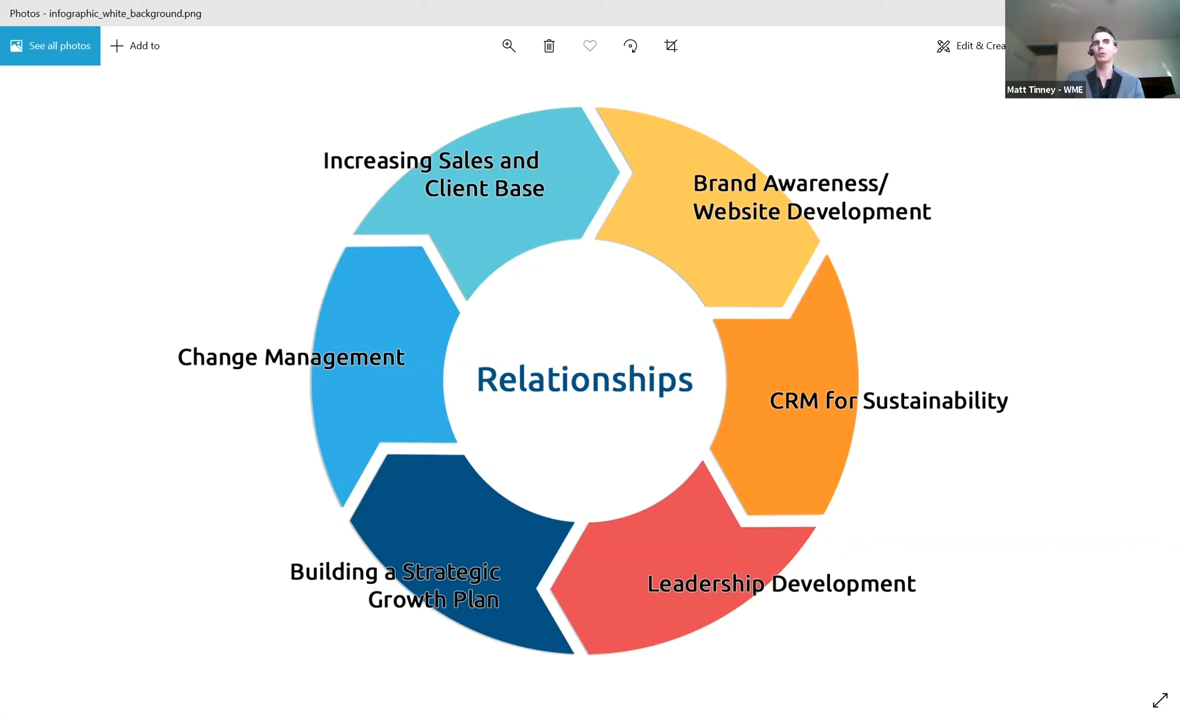 Photos - infographic_white_background.png
See all photos
Add to
Edit & Crea
Matt Tinney - WME
Increasing Sales and
Client Base
Brand Awareness/
Website Development
Change Management
Relationships
CRM for Sustainability
Building a Strategic
Growth Plan
Leadership Development